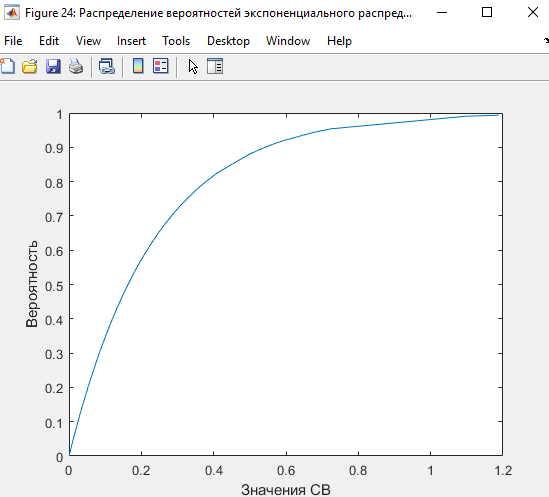 Figure 24: Распределение вероятностей экспоненциального распред...
File Edit View Insert Tools Desktop Window Help
1
0.9
0.8
0.7
0.6
0.5
0.4
0.3
0.2
0.1
0
Вероятность
0 0.2 0.4 0.6 0.8 1 1.2
Значения СВ